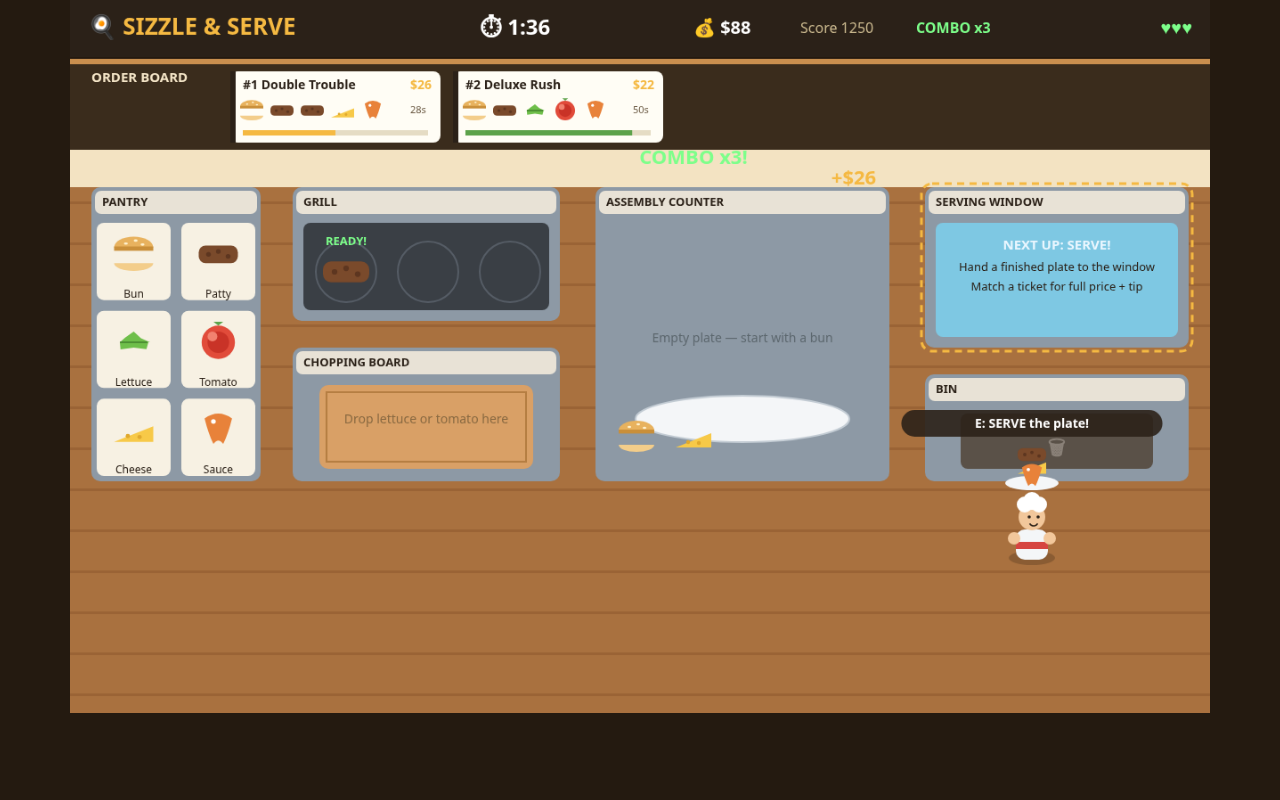 SIZZLE & SERVE
1:36
$88
Score 1250
COMBO x3
ORDER BOARD
#1 Double Trouble $26
28s
#2 Deluxe Rush $22
50s
COMBO x3!
+$26
PANTRY
Bun
Patty
Lettuce
Tomato
Cheese
Sauce
GRILL
READY!
CHOPPING BOARD
Drop lettuce or tomato here
ASSEMBLY COUNTER
Empty plate — start with a bun
SERVING WINDOW
NEXT UP: SERVE!
Hand a finished plate to the window
Match a ticket for full price + tip
BIN
E: SERVE the plate!